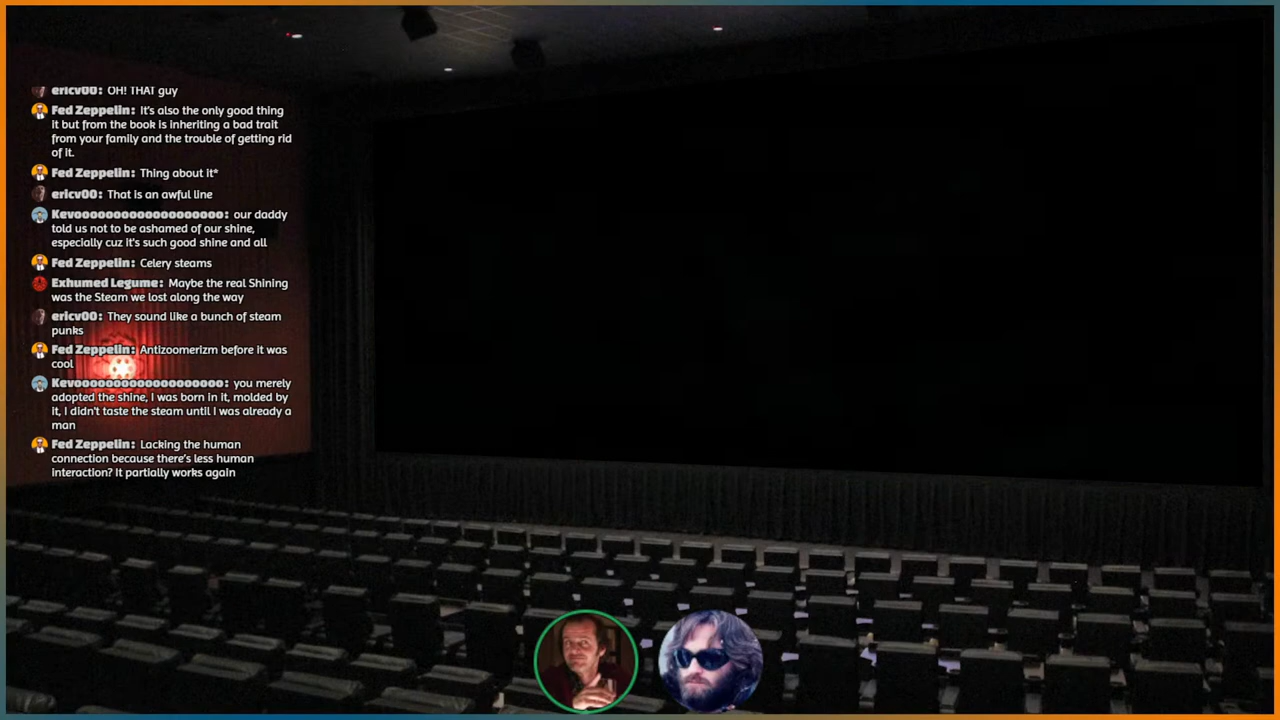 ericv00: OH! THAT guy
Fed Zeppelin: It's also the only good thing
it but from the book is inheriting a bad trait
from your family and the trouble of getting rid
of it.
Fed Zeppelin: Thing about it*
ericv00: That is an awful line
Kevooooooooooooooooooo: our daddy
told us not to be ashamed of our shine,
especially cuz it's such good shine and all
Fed Zeppelin: Celery steams
Exhumed Legume: Maybe the real Shining
was the Steam we lost along the way
ericv00: They sound like a bunch of steam
punks
Fed Zeppelin: Antizoomerizm before it was
cool
Kevooooooooooooooooooo: you merely
adopted the shine, I was born in it, molded by
it, I didn't taste the steam until I was already a
man
Fed Zeppelin: Lacking the human
connection because there's less human
interaction? It partially works again